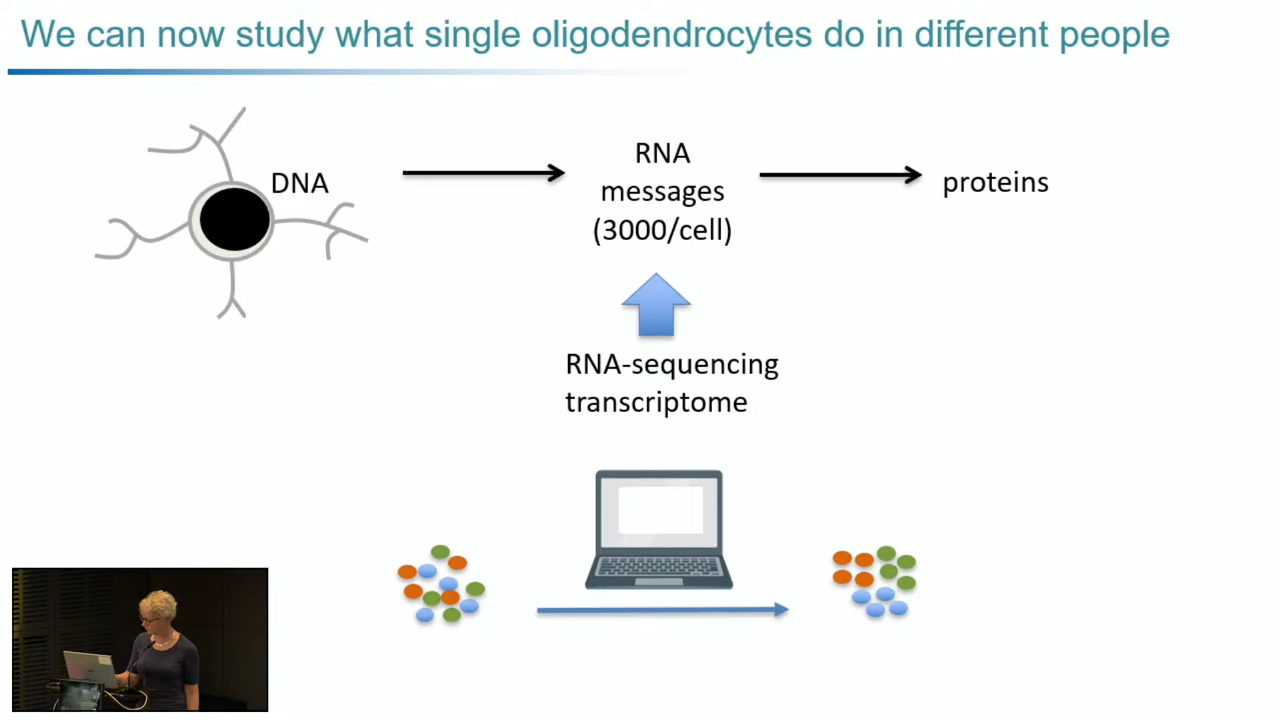 We can now study what single oligodendrocytes do in different people
DNA
RNA
messages
(3000/cell)
proteins
RNA-sequencing
transcriptome